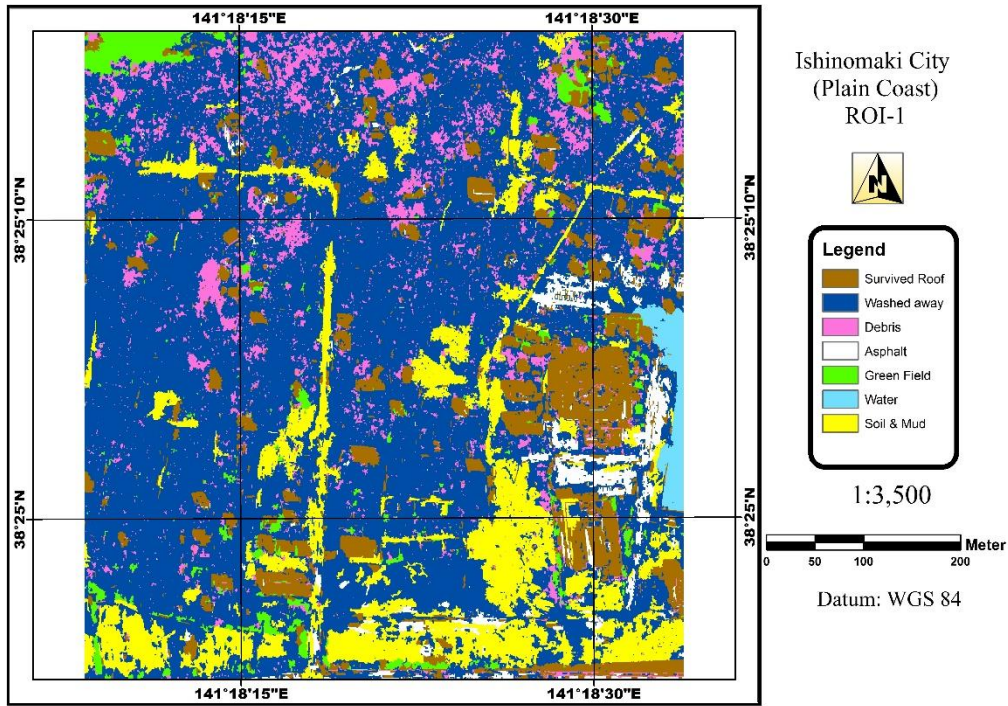 141°18'15"E
141°18'30"E
38°25'10"N
38°25'10"N
38°25'N
38°25'N
141°18'15"E
141°18'30"E
Ishinomaki City
(Plain Coast)
ROI-1
N
Legend
Survived Roof
Washed away
Debris
Asphalt
Green Field
Water
Soil & Mud
1:3,500
Meter
0 50 100 200
Datum: WGS 84